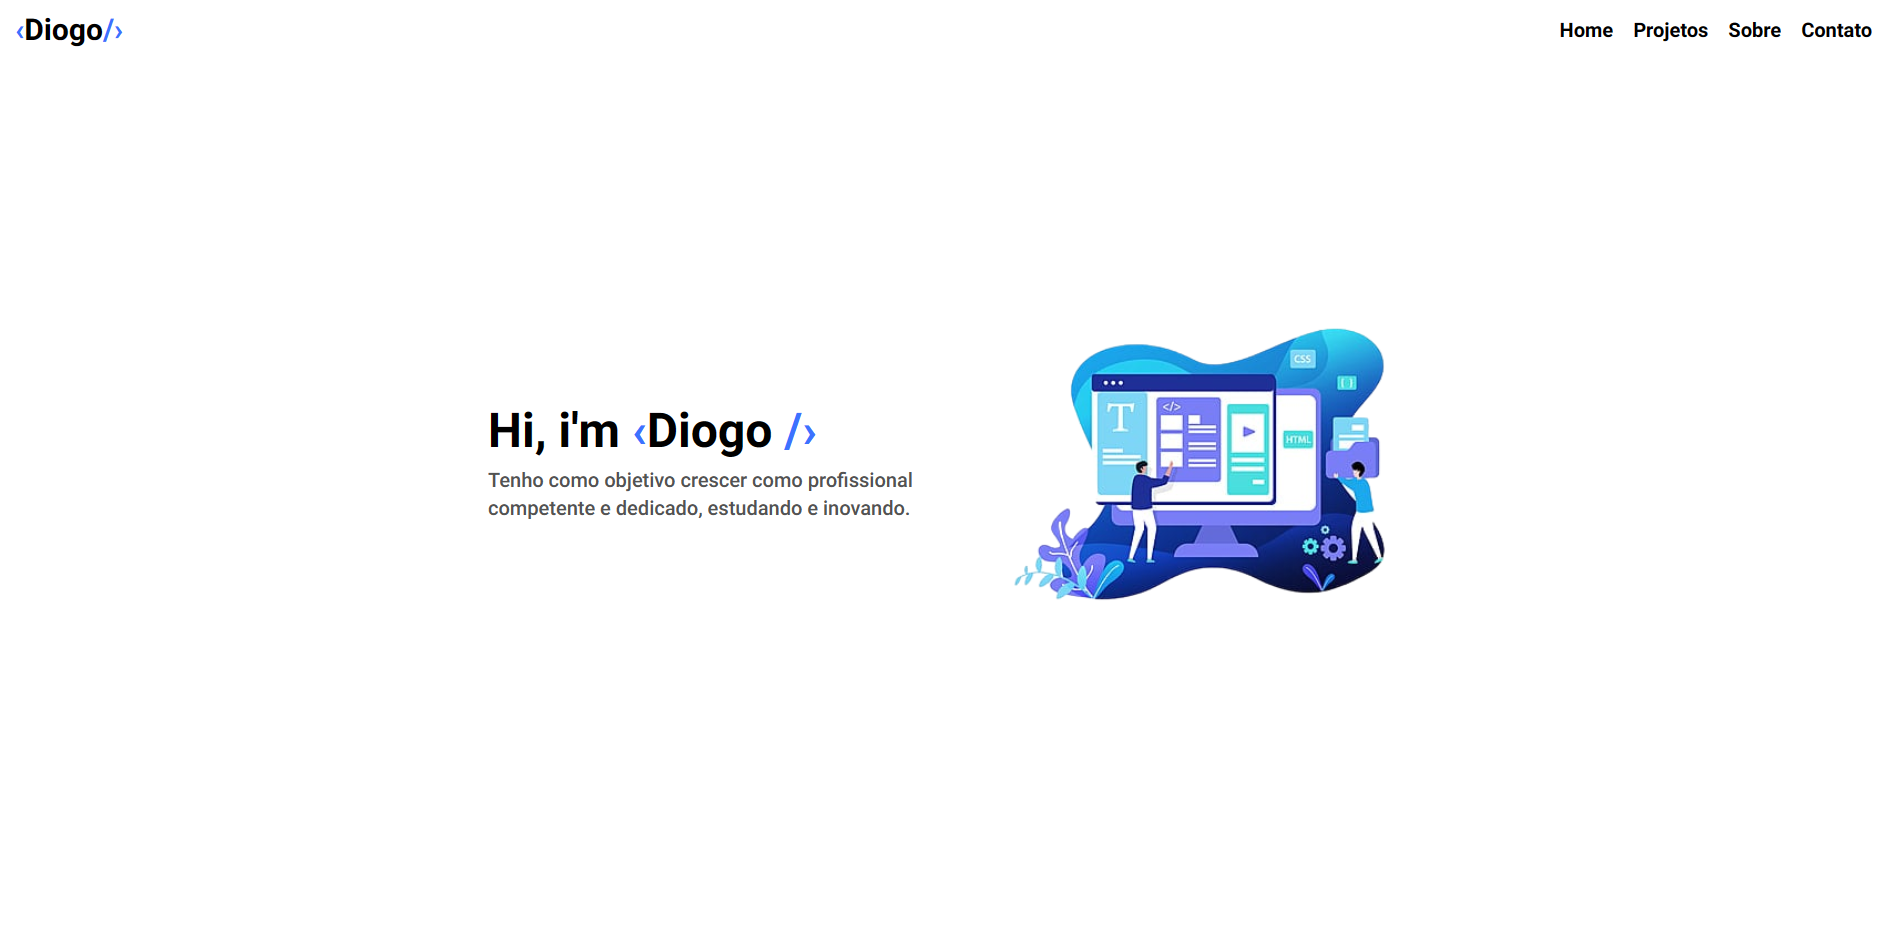 ‹Diogo/›
Home Projetos Sobre Contato
Hi, i'm ‹Diogo /›
Tenho como objetivo crescer como profissional
competente e dedicado, estudando e inovando.
CSS
{ }
T
</>
HTML